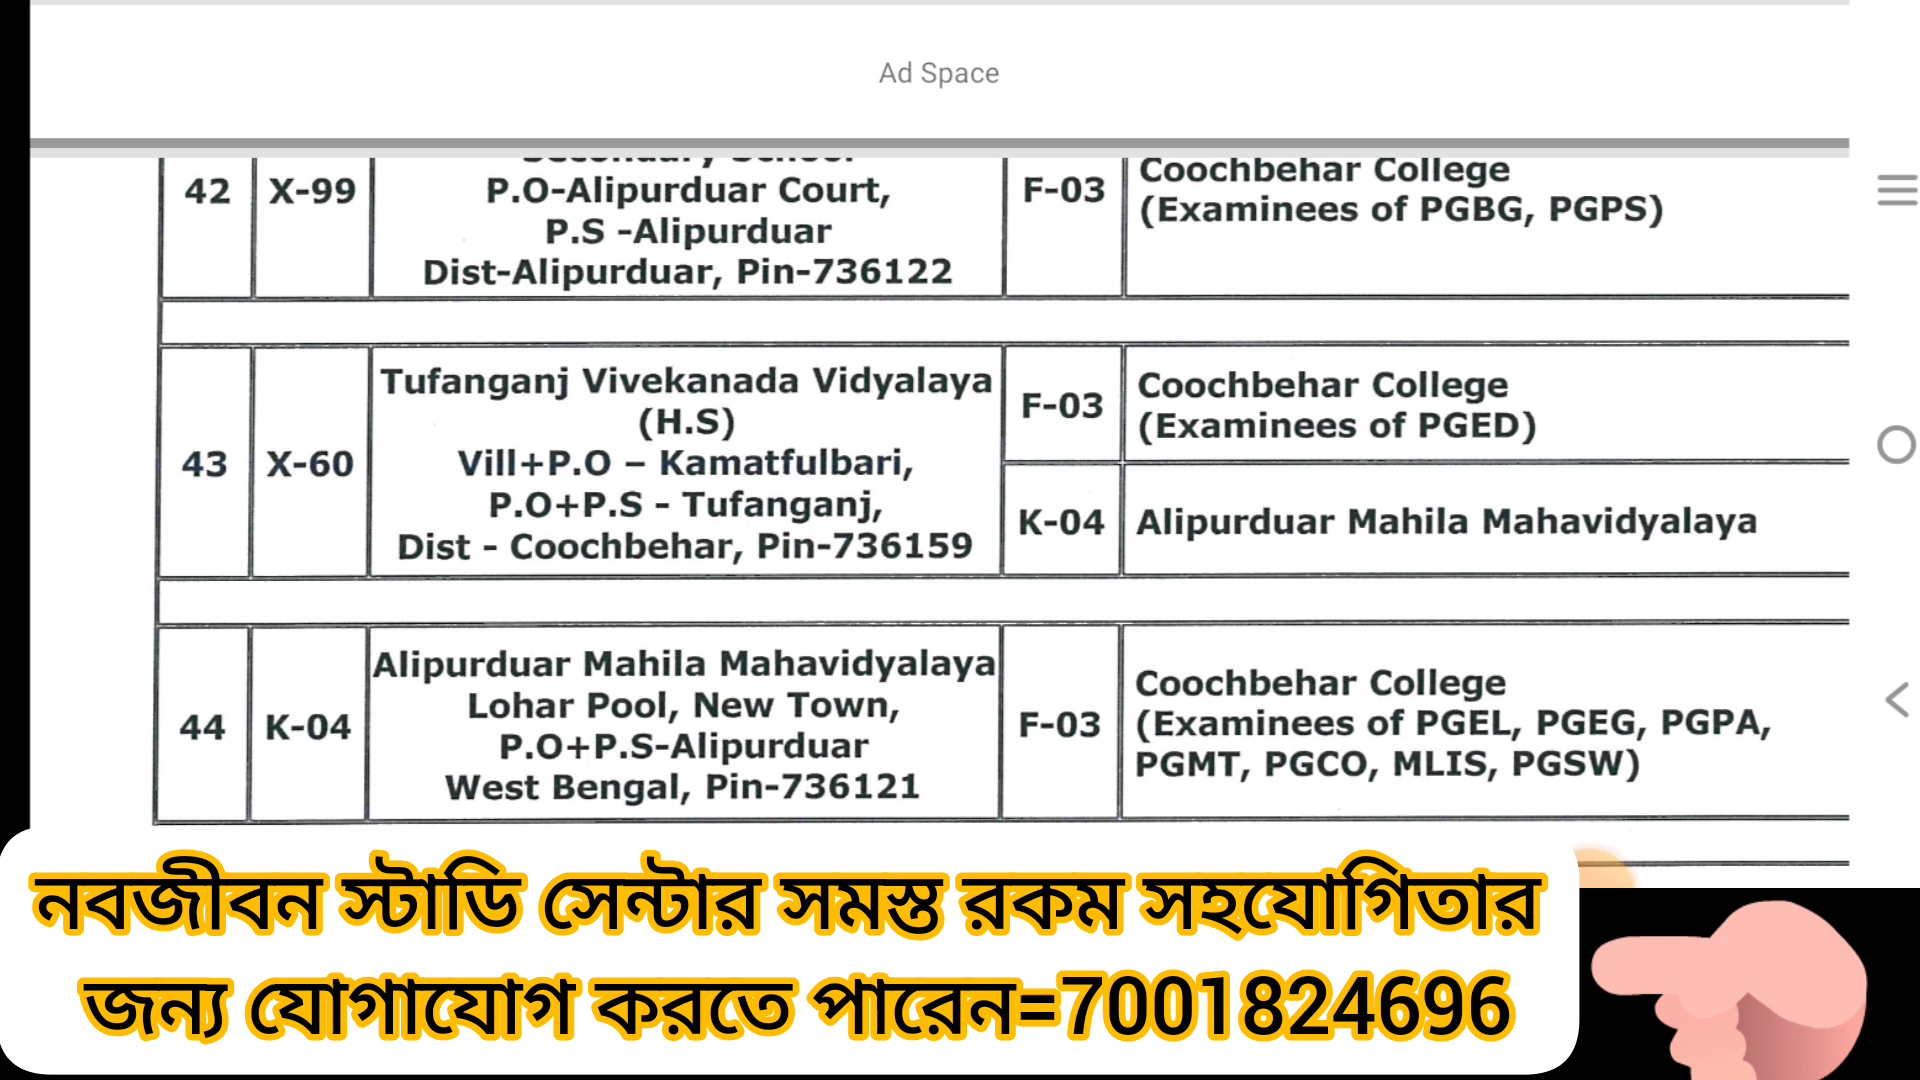 Ad Space
42
X-99
P.O-Alipurduar Court,
P.S -Alipurduar
Dist-Alipurduar, Pin-736122
F-03
Coochbehar College
(Examinees of PGBG, PGPS)
43
X-60
Tufanganj Vivekanada Vidyalaya
(H.S)
Vill+P.O – Kamatfulbari,
P.O+P.S - Tufanganj,
Dist - Coochbehar, Pin-736159
F-03
Coochbehar College
(Examinees of PGED)
K-04
Alipurduar Mahila Mahavidyalaya
44
K-04
Alipurduar Mahila Mahavidyalaya
Lohar Pool, New Town,
P.O+P.S-Alipurduar
West Bengal, Pin-736121
F-03
Coochbehar College
(Examinees of PGEL, PGEG, PGPA,
PGMT, PGCO, MLIS, PGSW)
নবজীবন স্টাডি সেন্টার সমস্ত রকম সহযোগিতার
জন্য যোগাযোগ করতে পারেন=7001824696